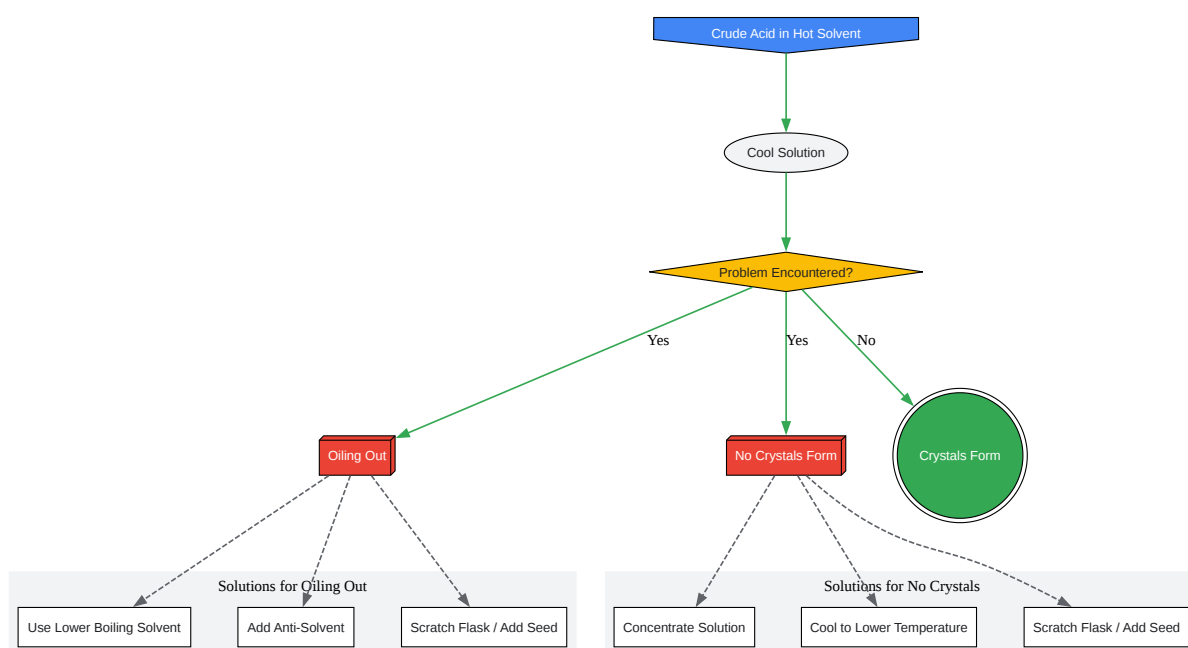 Crude Acid in Hot Solvent
Cool Solution
Problem Encountered?
Yes
Yes
No
Oiling Out
No Crystals Form
Crystals Form
Solutions for Oiling Out
Solutions for No Crystals
Use Lower Boiling Solvent
Add Anti-Solvent
Scratch Flask / Add Seed
Concentrate Solution
Cool to Lower Temperature
Scratch Flask / Add Seed